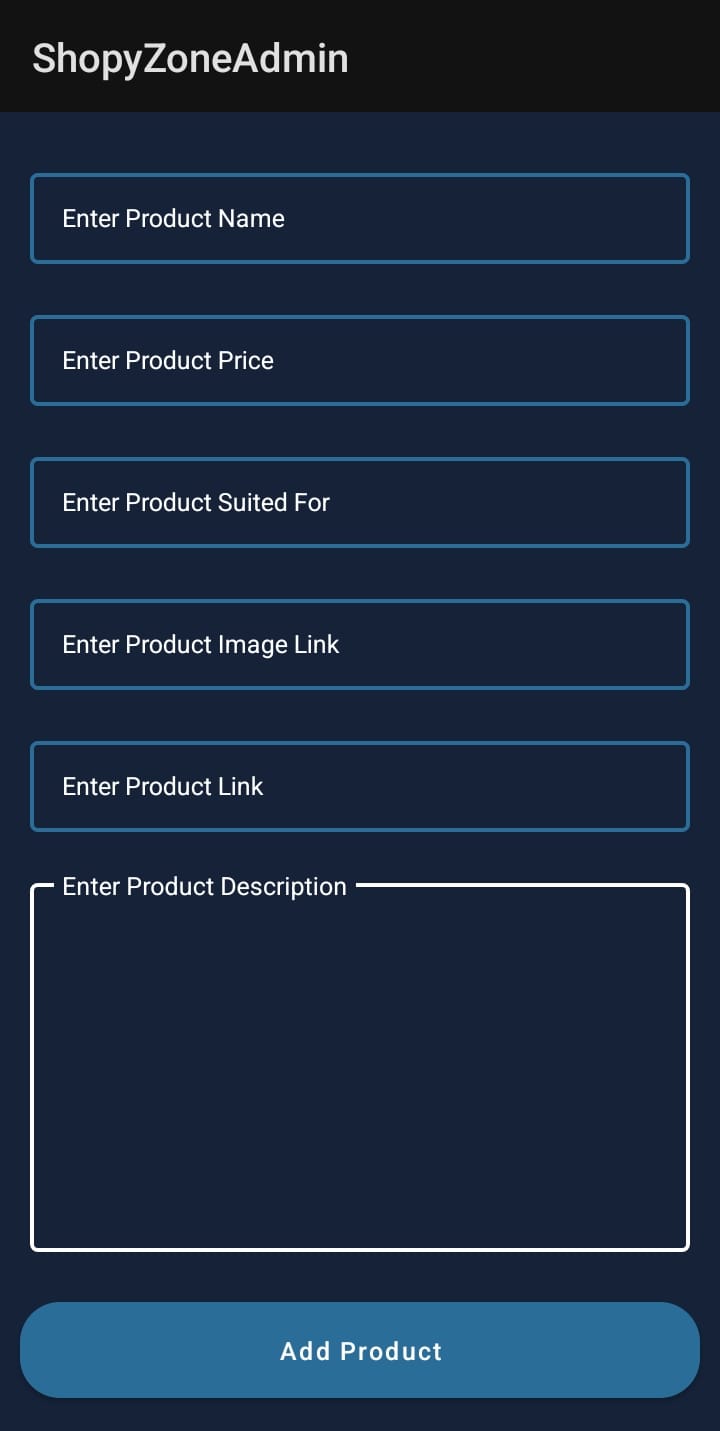 ShopyZoneAdmin
Enter Product Name
Enter Product Price
Enter Product Suited For
Enter Product Image Link
Enter Product Link
Enter Product Description
Add Product